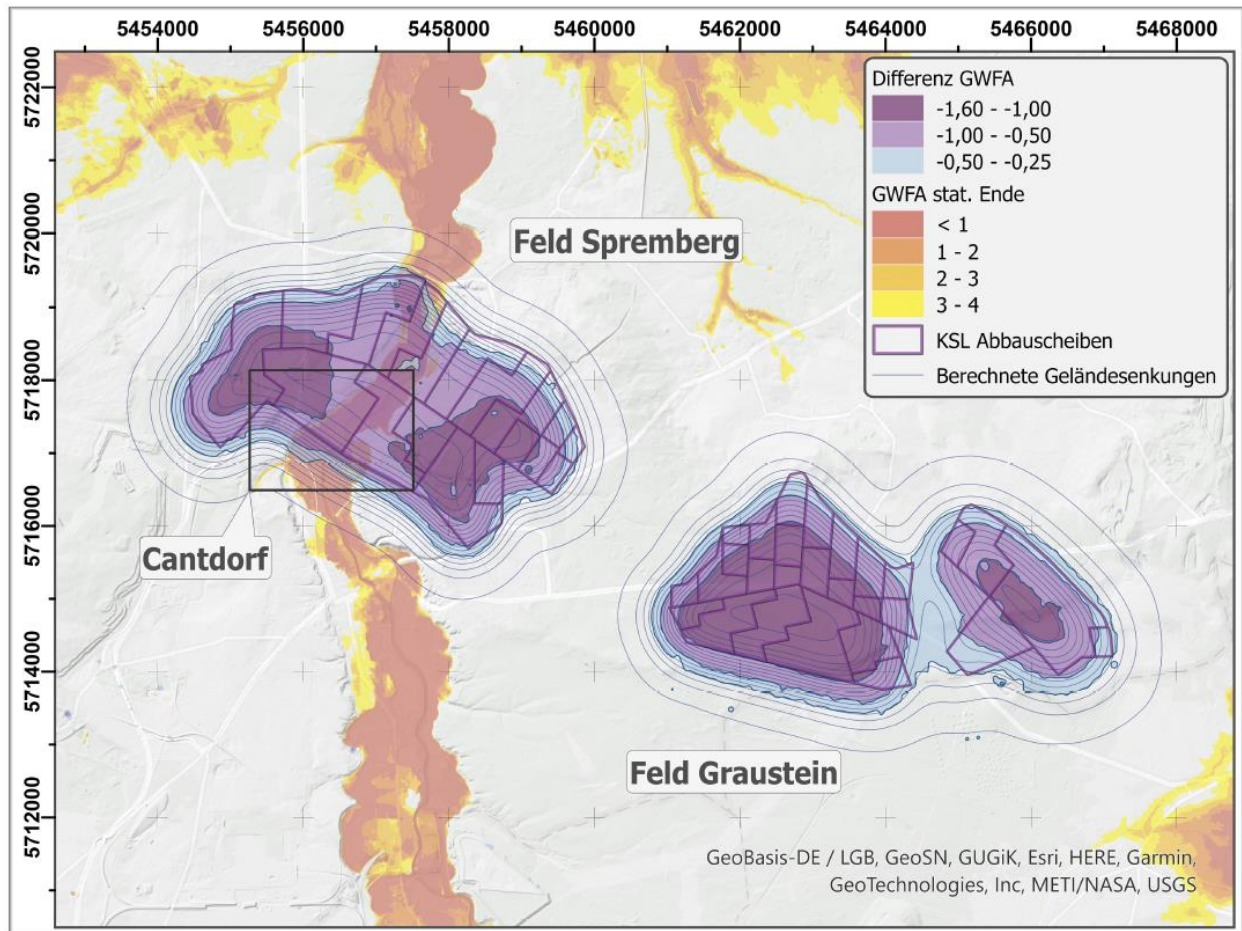 5454000 5456000 5458000 5460000 5462000 5464000 5466000 5468000
5722000
5720000
5718000
5716000
5714000
5712000
Differenz GWFA
-1,60 - -1,00
-1,00 - -0,50
-0,50 - -0,25
GWFA stat. Ende
< 1
1 - 2
2 - 3
3 - 4
KSL Abbauscheiben
Berechnete Geländesenkungen
Feld Spremberg
Cantdorf
Feld Graustein
GeoBasis-DE / LGB, GeoSN, GUGiK, Esri, HERE, Garmin,
GeoTechnologies, Inc, METI/NASA, USGS